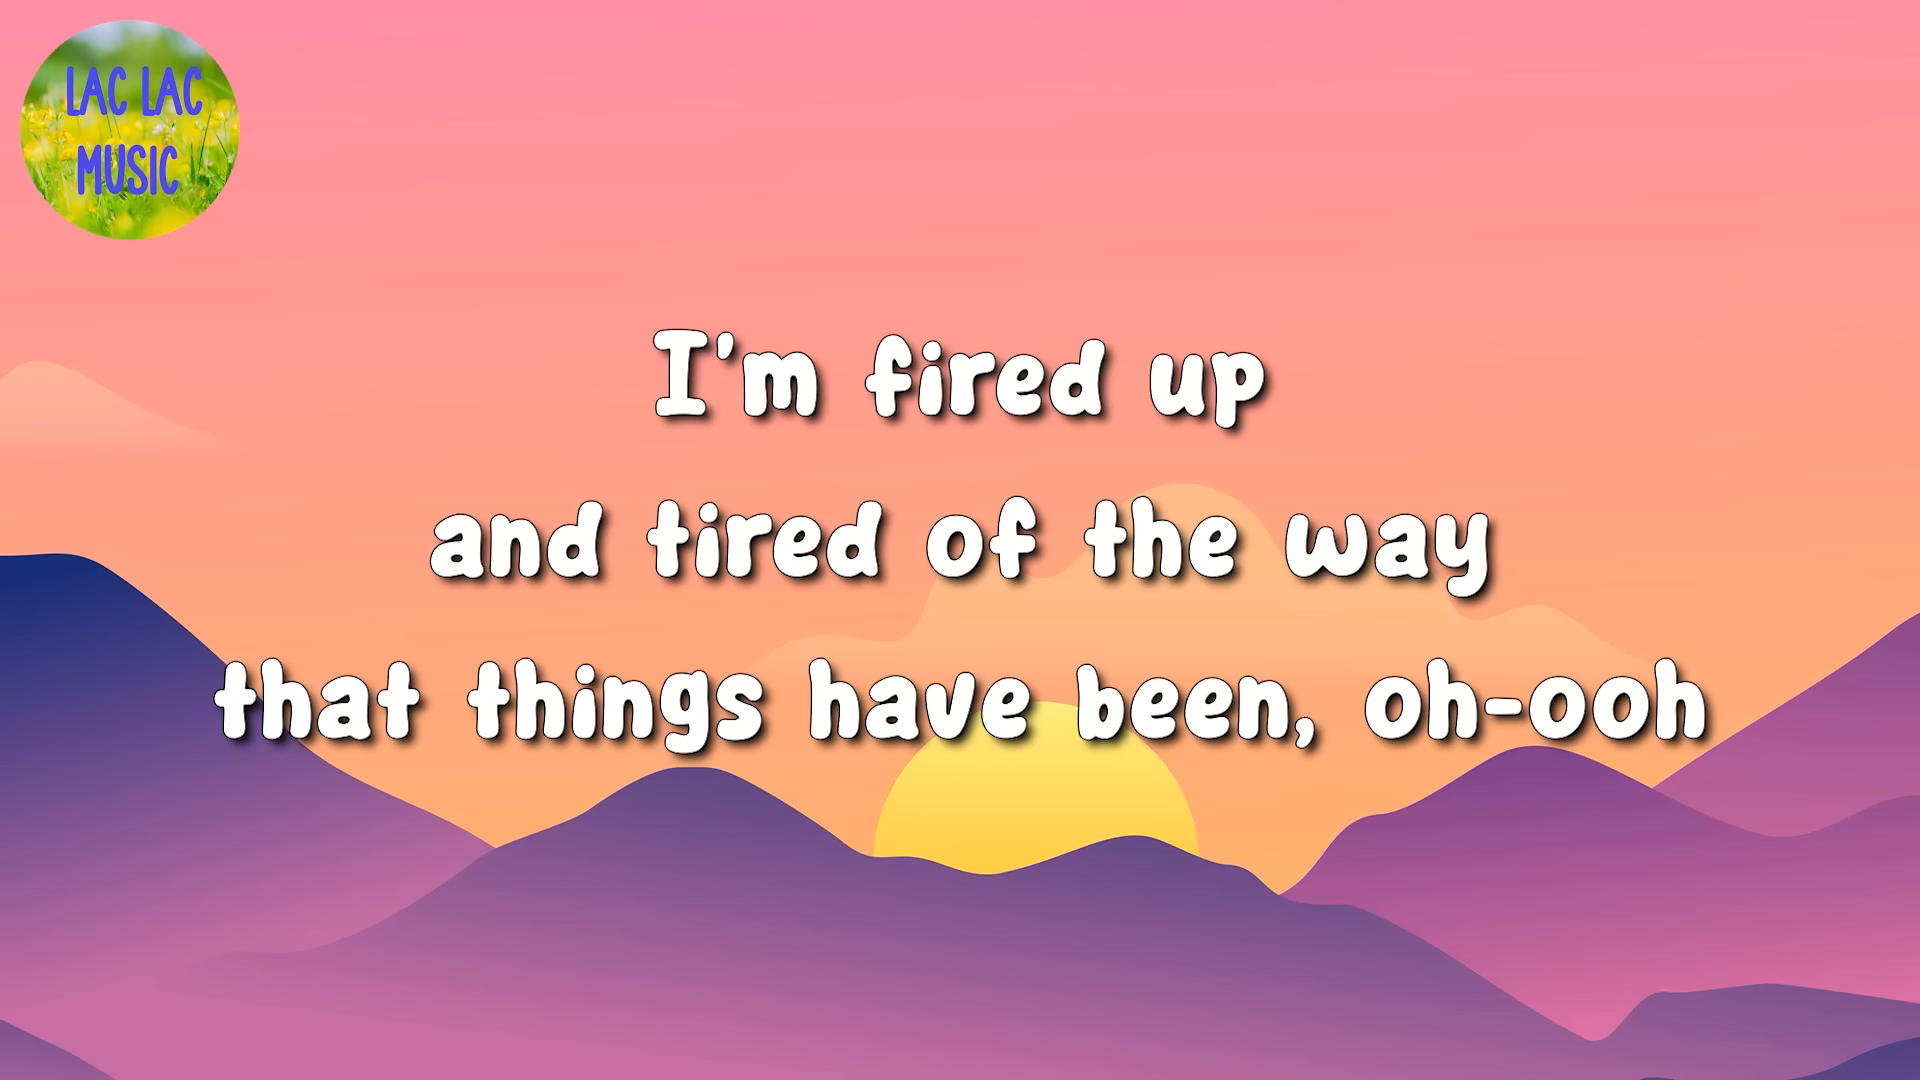 LAC LAC
MUSIC
I'm fired up
and tired of the way
that things have been, oh-ooh